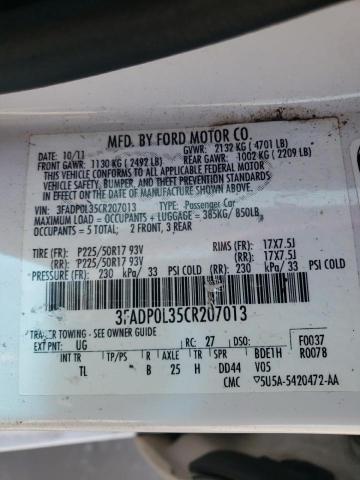 MFD. BY FORD MOTOR CO.
DATE: 10/11 GVWR: 2132 KG ( 4701 LB)
FRONT GAWR: 1130 KG ( 2492 LB) REAR GAWR: 1002 KG ( 2209 LB)
THIS VEHICLE CONFORMS TO ALL APPLICABLE FEDERAL MOTOR
VEHICLE SAFETY, BUMPER, AND THEFT PREVENTION STANDARDS
IN EFFECT ON THE DATE OF MANUFACTURE SHOWN ABOVE.
VIN: 3FADP0L35CR207013 TYPE: Passenger Car
MAXIMUM LOAD = OCCUPANTS + LUGGAGE = 385KG/ 850LB
OCCUPANTS = 5 TOTAL: 2 FRONT, 3 REAR
TIRE (FR): P225/50R17 93V RIMS (FR): 17X7.5J
(RR): P225/50R17 93V (RR): 17X7.5J
PRESSURE (FR): 230 kPa/ 33 PSI COLD (RR): 230 kPa/ 33 PSI COLD
3FADP0L35CR207013
TRAILER TOWING - SEE OWNER GUIDE
F0037
EXT PNT: UG RC: 27 DSO: R0078
INT TR TP/PS R AXLE TR SPR BDE1H
TL B 25 H DD44 V05
CMC ▽5U5A-5420472-AA